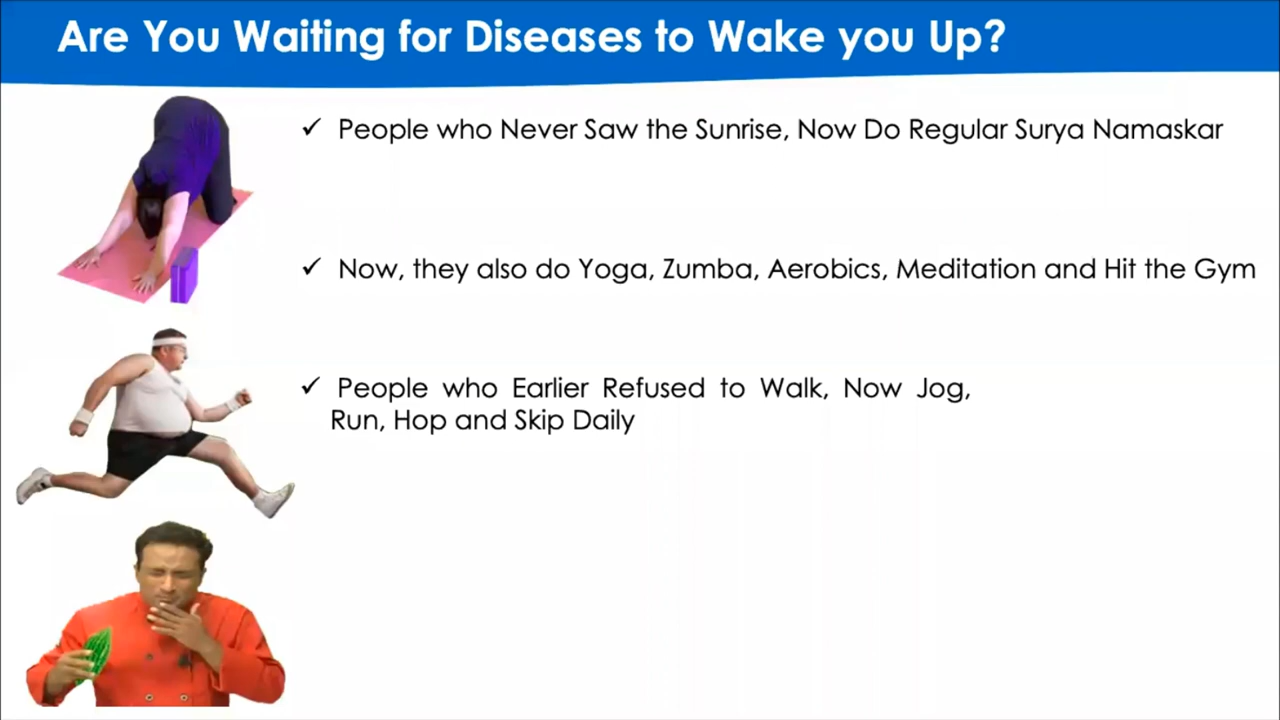 Are You Waiting for Diseases to Wake you Up?
✓ People who Never Saw the Sunrise, Now Do Regular Surya Namaskar
✓ Now, they also do Yoga, Zumba, Aerobics, Meditation and Hit the Gym
✓ People who Earlier Refused to Walk, Now Jog,
Run, Hop and Skip Daily